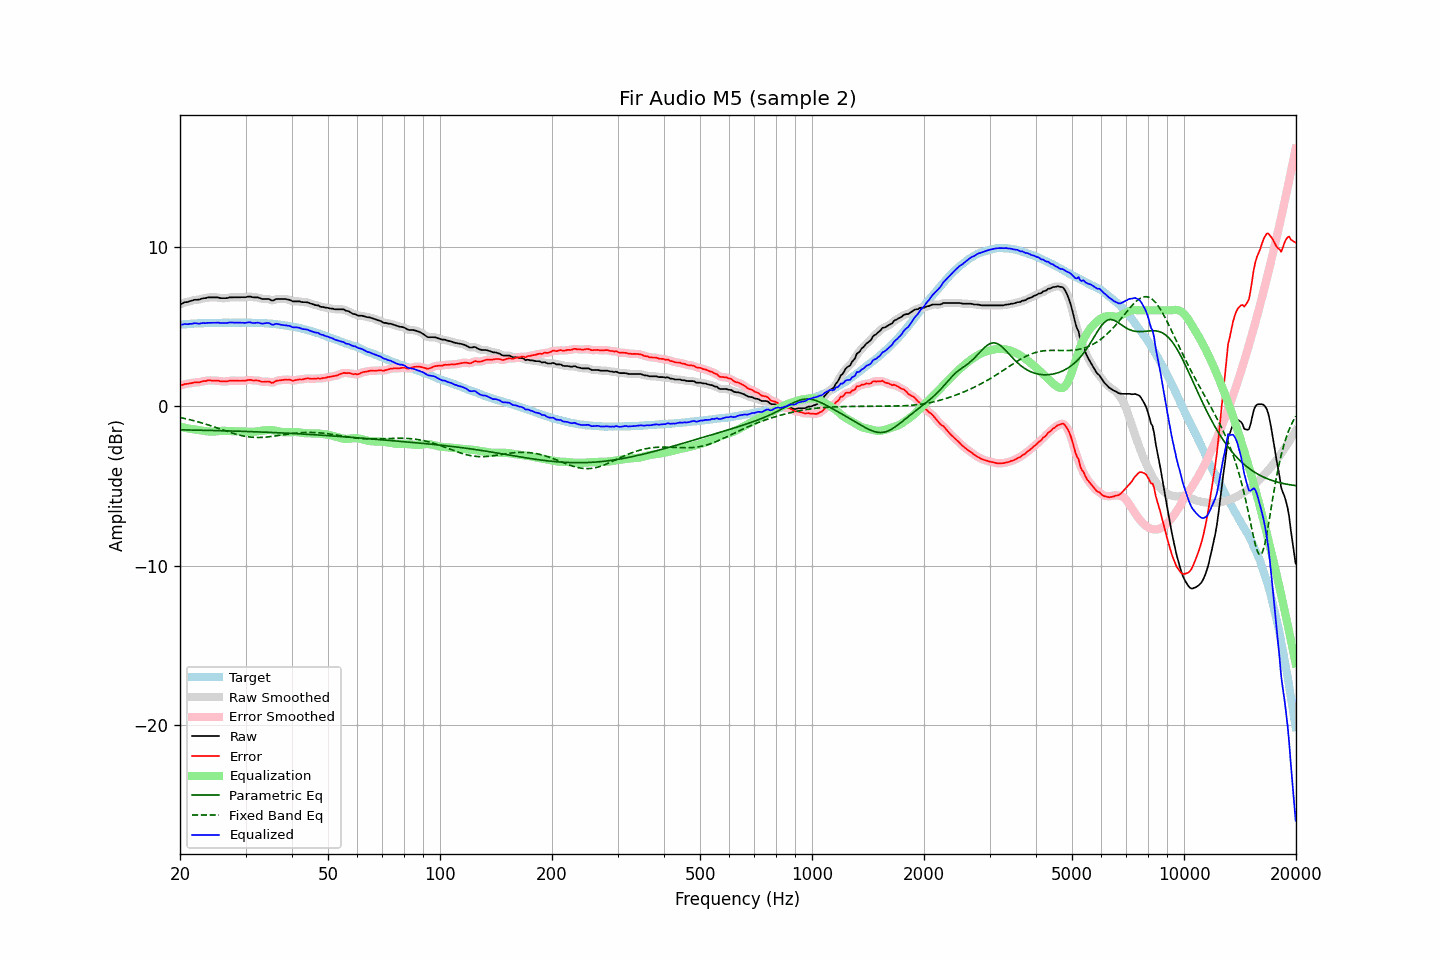 Fir Audio M5 (sample 2)
Amplitude (dBr)
10
0
−10
−20
Target
Raw Smoothed
Error Smoothed
Raw
Error
Equalization
Parametric Eq
Fixed Band Eq
Equalized
20 50 100 200 500 1000 2000 5000 10000 20000
Frequency (Hz)